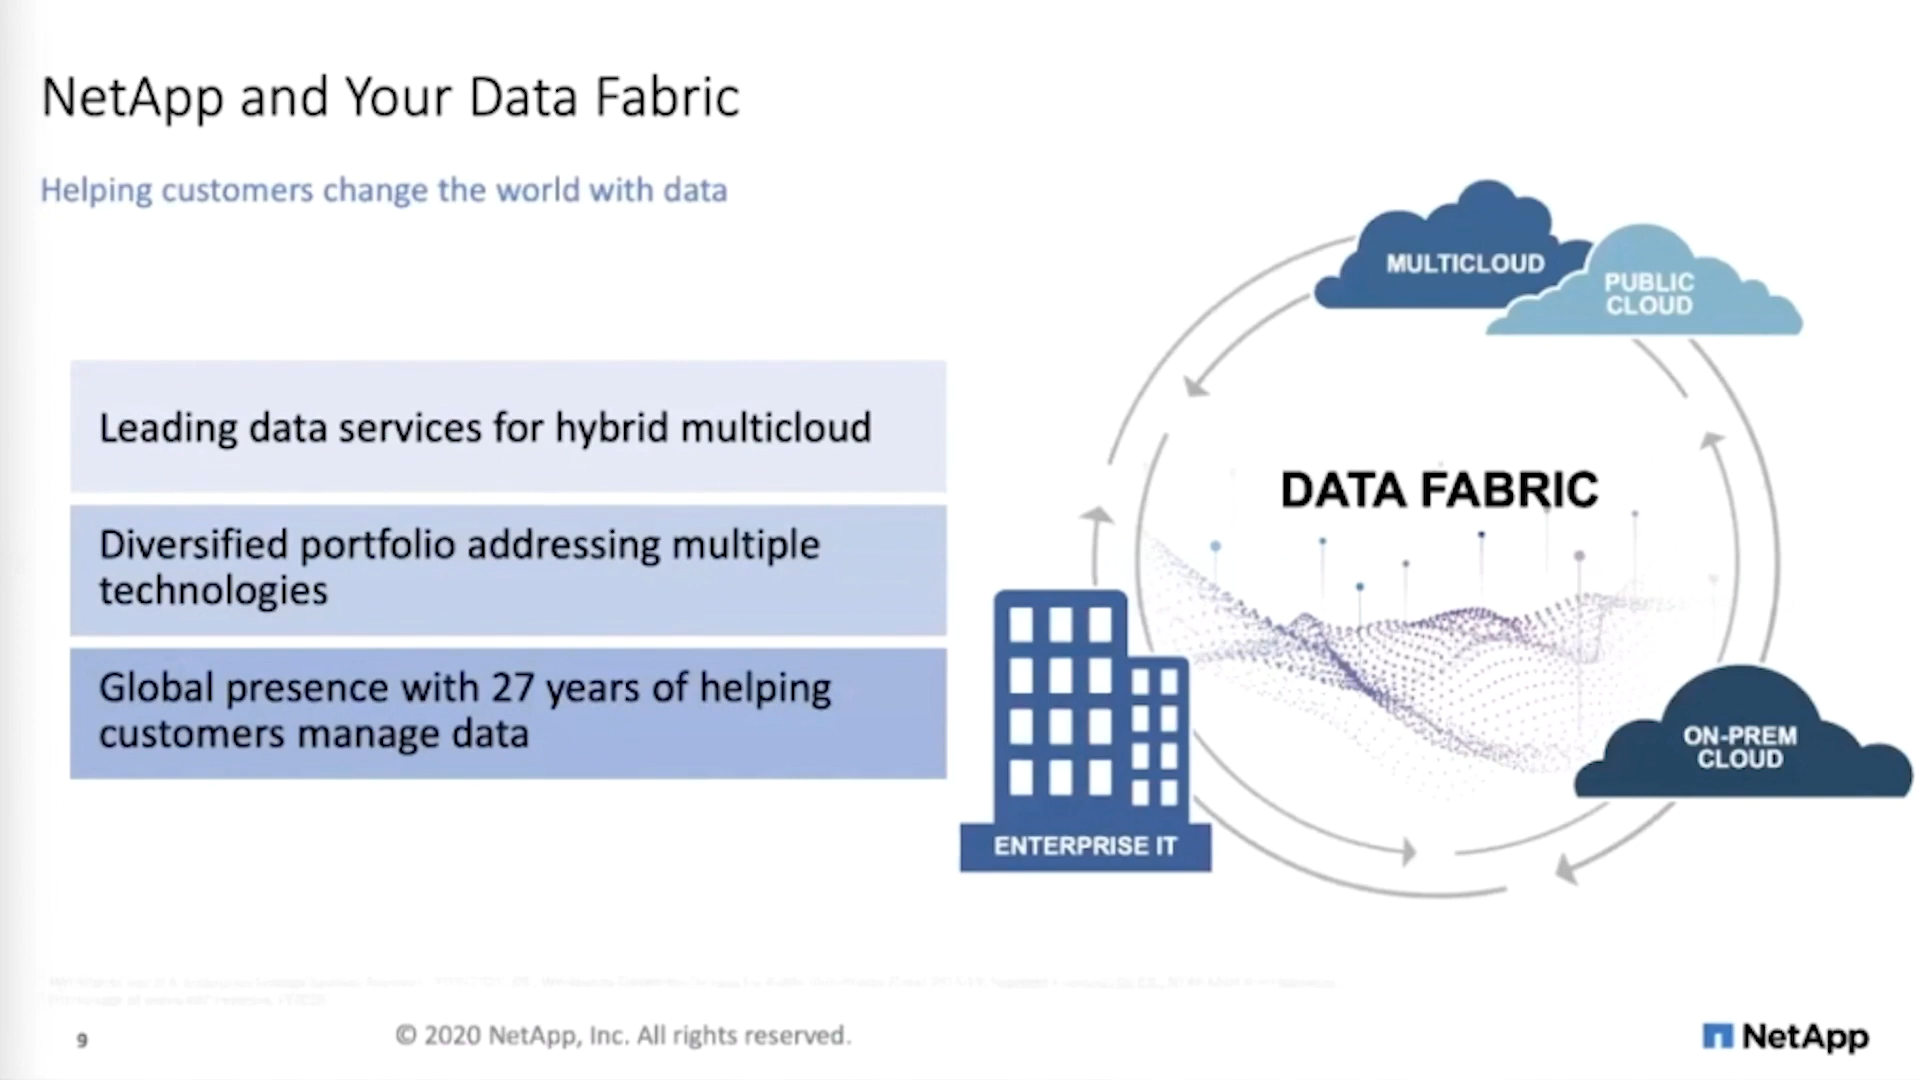 NetApp and Your Data Fabric
Helping customers change the world with data
Leading data services for hybrid multicloud
Diversified portfolio addressing multiple
technologies
Global presence with 27 years of helping
customers manage data
MULTICLOUD
PUBLIC
CLOUD
DATA FABRIC
ON-PREM
CLOUD
ENTERPRISE IT
9
© 2020 NetApp, Inc. All rights reserved.
NetApp